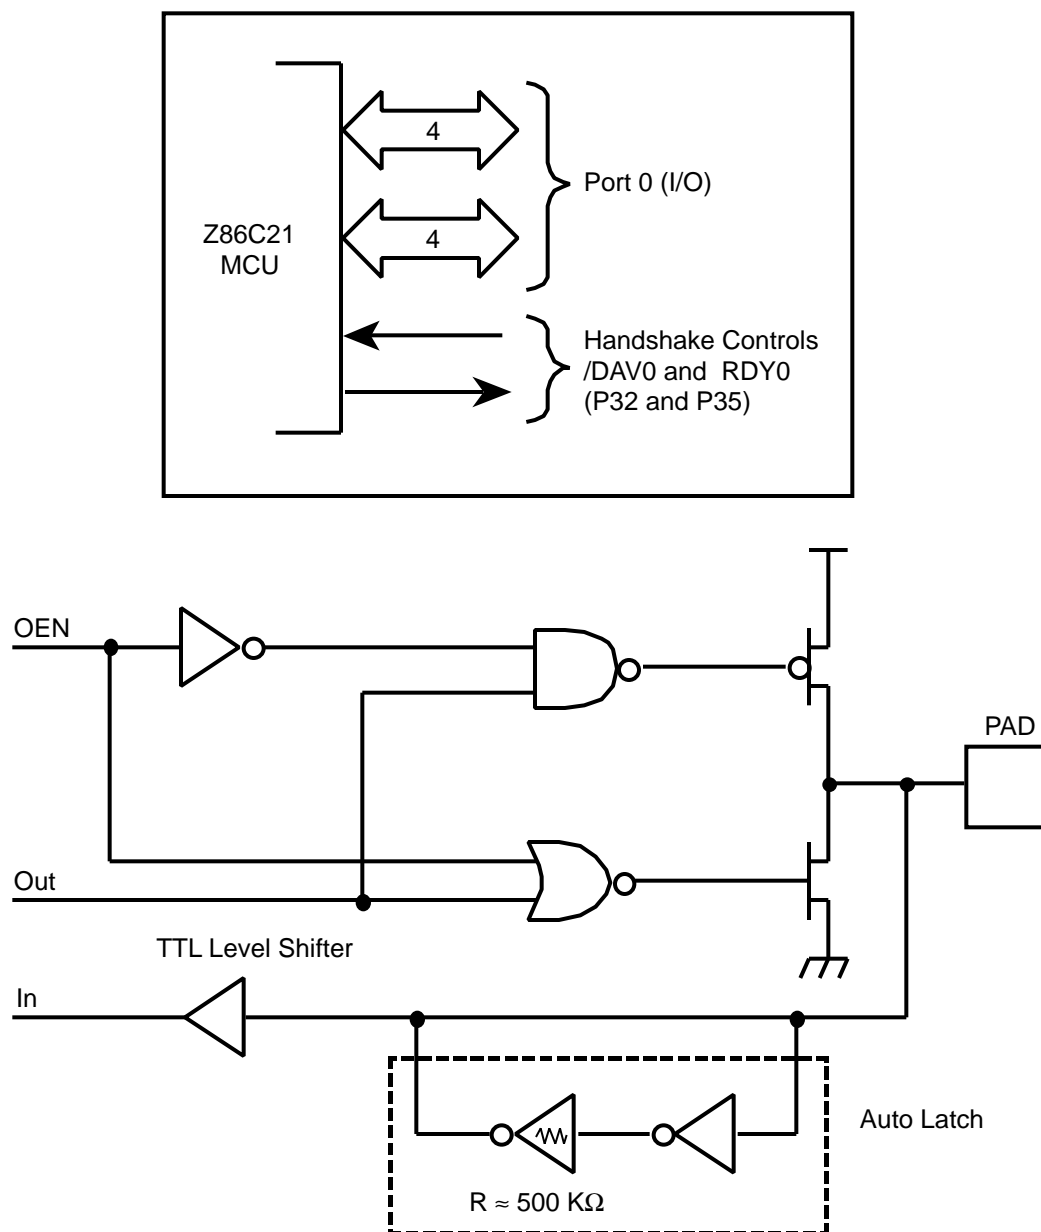 4
Port 0 (I/O)
Z86C21
MCU
4
Handshake Controls
/DAV0 and RDY0
(P32 and P35)
OEN
PAD
Out
TTL Level Shifter
In
Auto Latch
R ≈ 500 KΩ